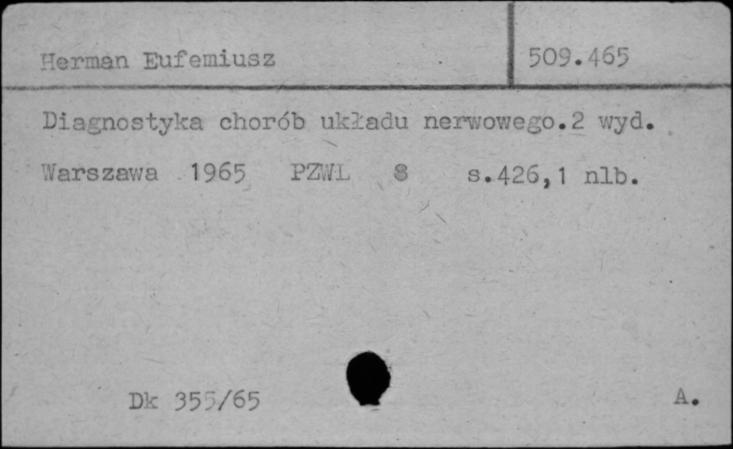 Herman Eufemiusz
509.465
Diagnostyka chorób układu nerwowego.2 wyd.
Warszawa 1965 PZWL 8 s.426,1 nlb.
Dk 355/65
A.